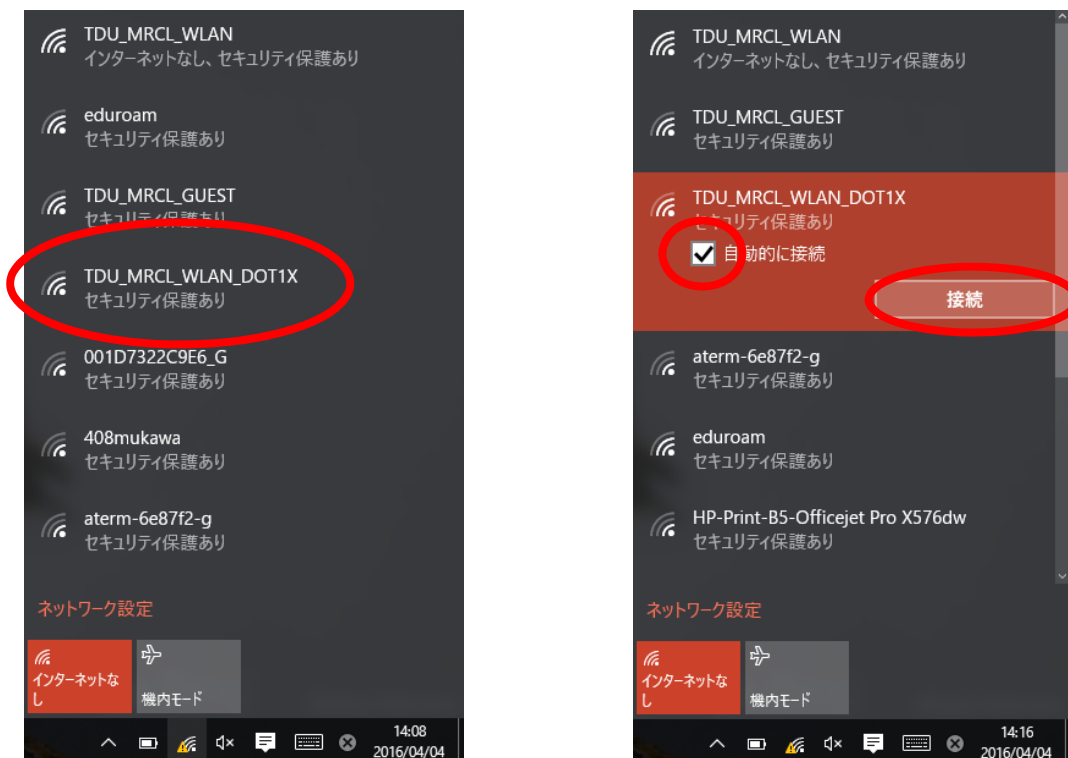 TDU_MRCL_WLAN
インターネットなし、セキュリティ保護あり
eduroam
セキュリティ保護あり
TDU_MRCL_GUEST
セキュリティ保護あり
TDU_MRCL_WLAN_DOT1X
セキュリティ保護あり
001D7322C9E6_G
セキュリティ保護あり
408mukawa
セキュリティ保護あり
aterm-6e87f2-g
セキュリティ保護あり
ネットワーク設定
インターネットな
し
機内モード
14:08
2016/04/04
TDU_MRCL_WLAN
インターネットなし、セキュリティ保護あり
TDU_MRCL_GUEST
セキュリティ保護あり
TDU_MRCL_WLAN_DOT1X
セキュリティ保護あり
自動的に接続
接続
aterm-6e87f2-g
セキュリティ保護あり
eduroam
セキュリティ保護あり
HP-Print-B5-Officejet Pro X576dw
セキュリティ保護あり
ネットワーク設定
インターネットな
し
機内モード
14:16
2016/04/04